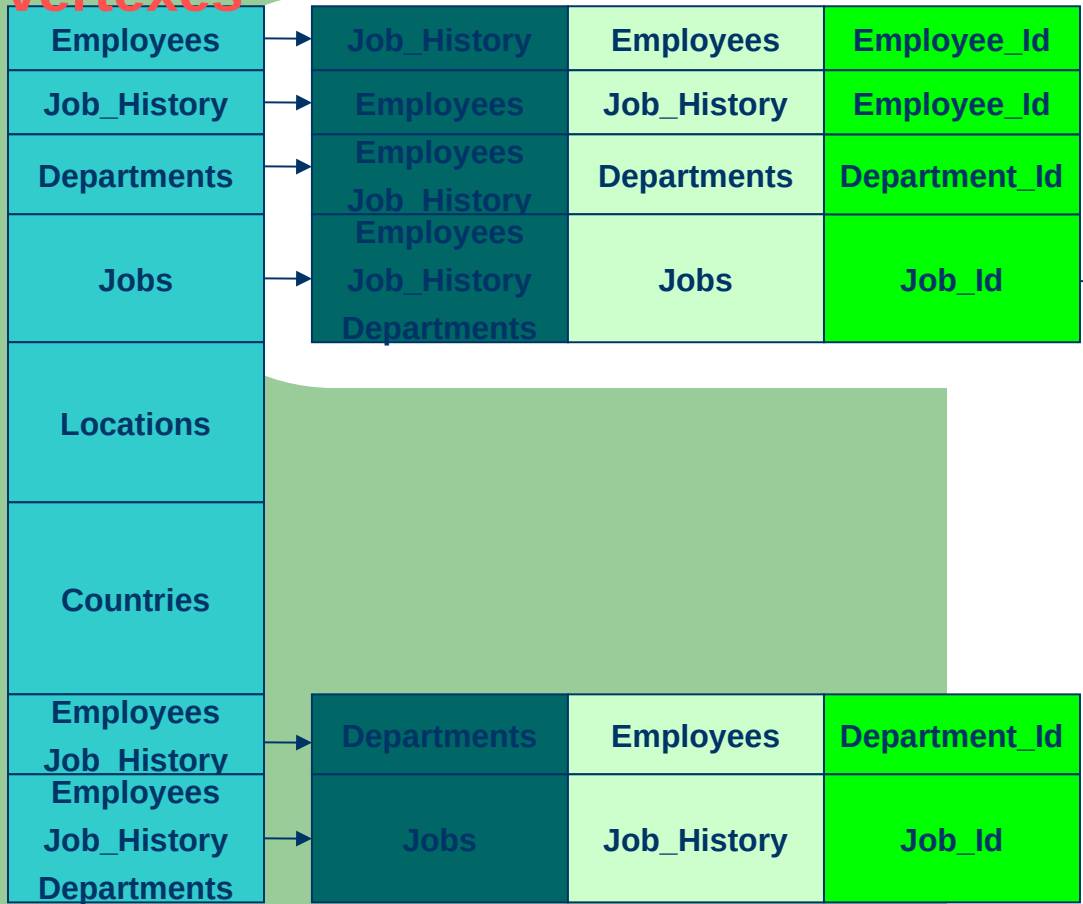 Vertexes
Employees Job_History Employees Employee_Id
Job_History Employees Job_History Employee_Id
Departments Employees Job_History Departments Department_Id
Jobs Employees Job_History Departments Jobs Job_Id
Locations
Countries
Employees Job_History Departments Employees Department_Id
Employees Job_History Departments Jobs Job_History Job_Id